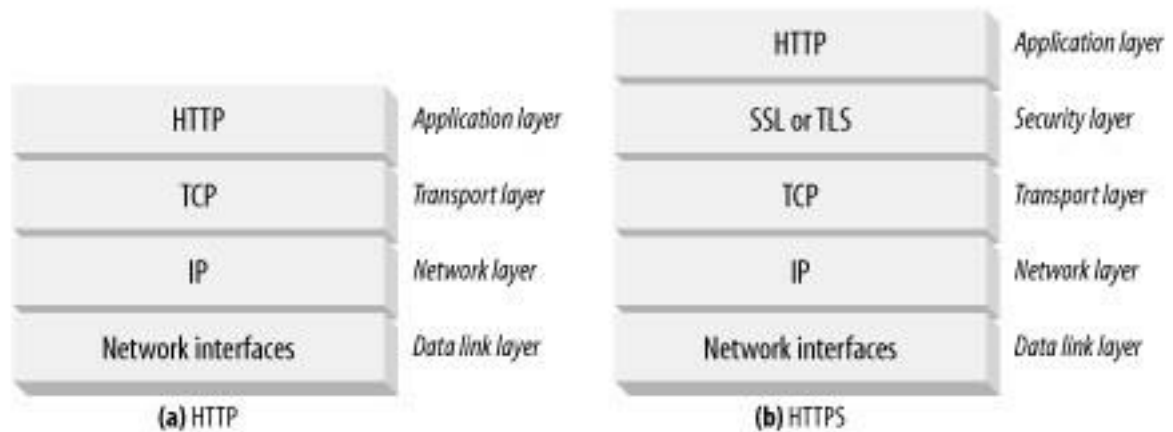 HTTP Application layer
HTTP Application layer
SSL or TLS Security layer
TCP Transport layer
TCP Transport layer
IP Network layer
IP Network layer
Network interfaces Data link layer
Network interfaces Data link layer
(a) HTTP
(b) HTTPS